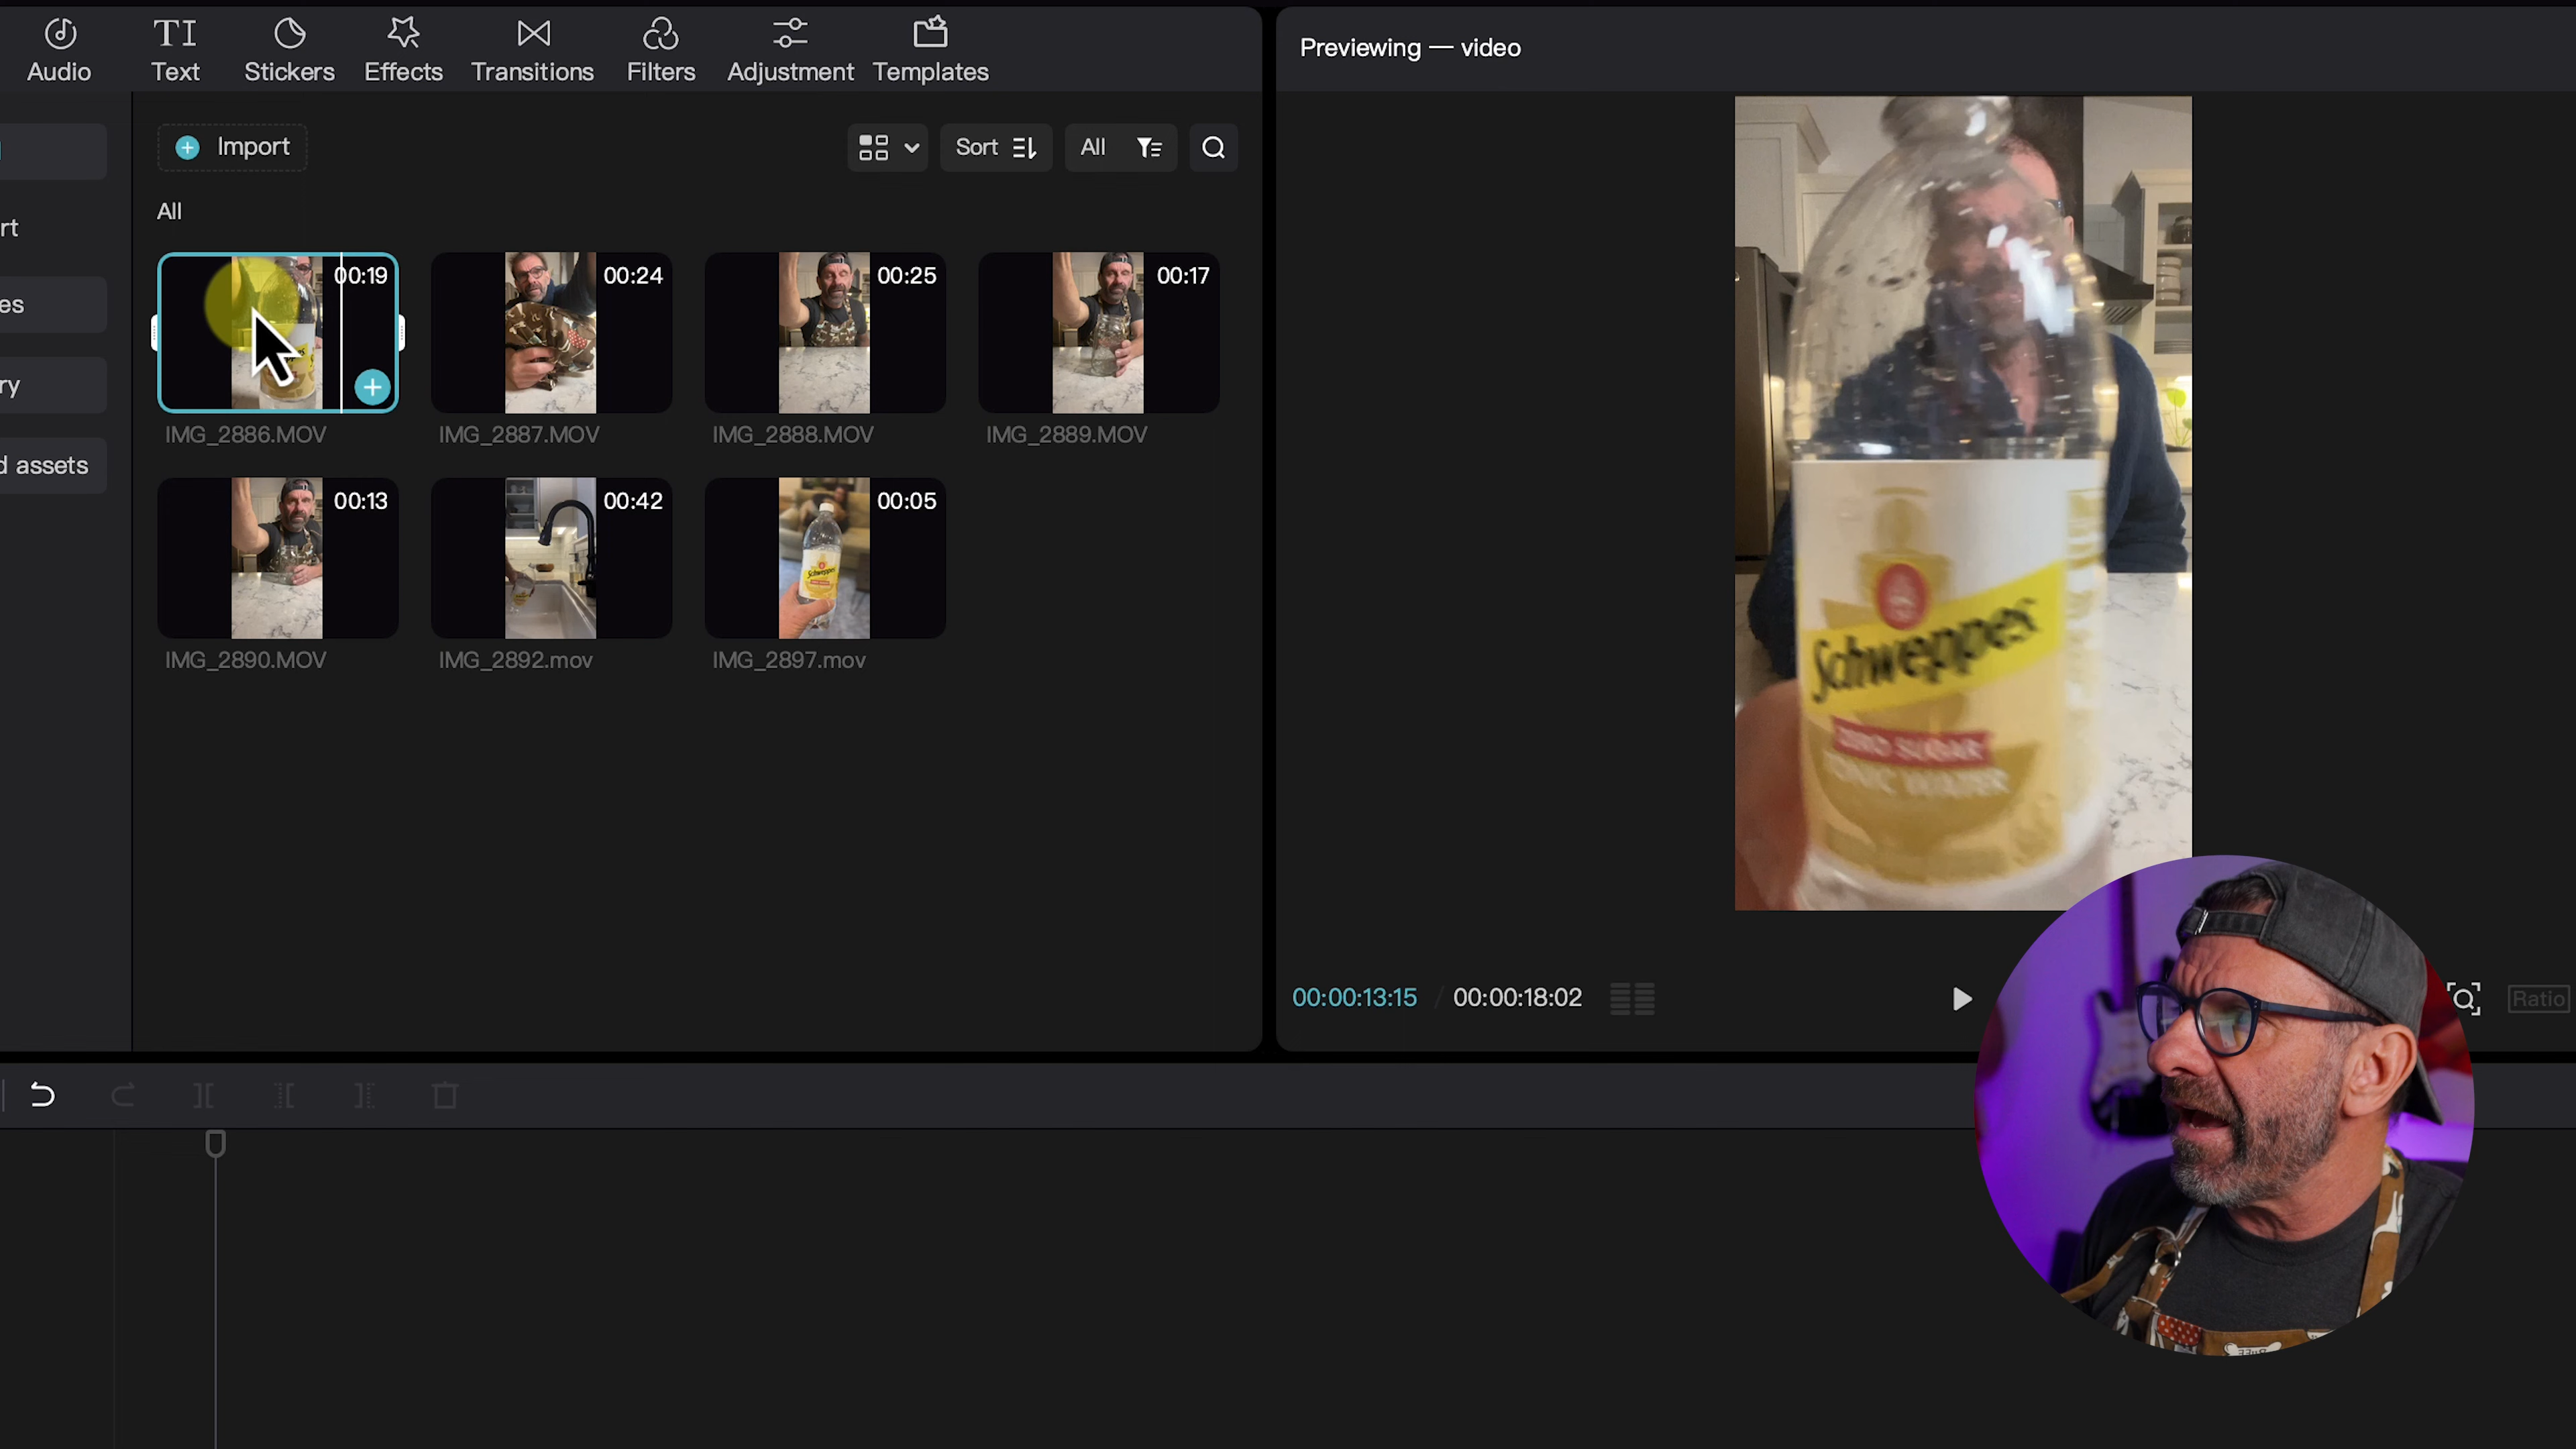 Audio
Text
Stickers
Effects
Transitions
Filters
Adjustment
Templates
Previewing — video
Import
Sort
All
rt
es
ry
d assets
All
00:19
00:24
00:25
00:17
IMG_2886.MOV
IMG_2887.MOV
IMG_2888.MOV
IMG_2889.MOV
00:13
00:42
00:05
IMG_2890.MOV
IMG_2892.mov
IMG_2897.mov
Schweppes
ZERO SUGAR
TONIC WATER
00:00:13:15 / 00:00:18:02
Ratio